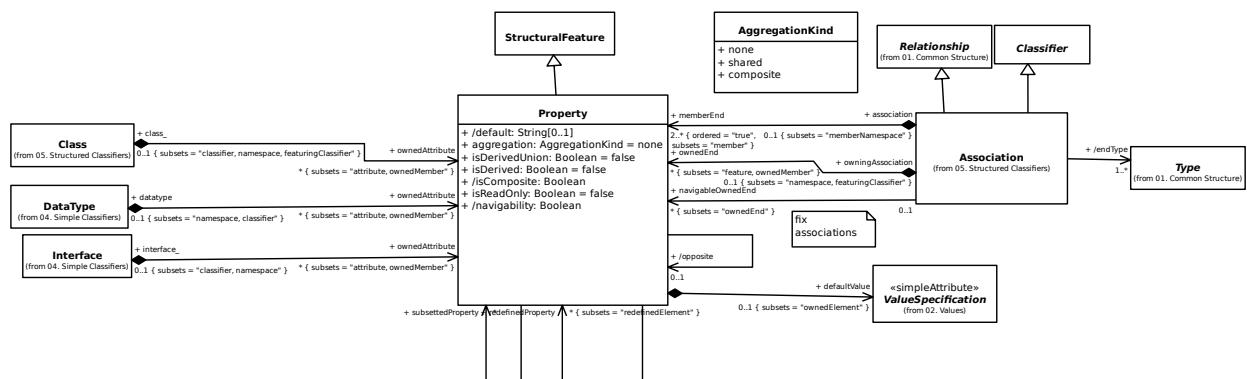 StructuralFeature
AggregationKind
+ none
+ shared
+ composite
Relationship
(from 01. Common Structure)
Classifier
Property
+ /default: String[0..1]
+ aggregation: AggregationKind = none
+ isDerivedUnion: Boolean = false
+ isDerived: Boolean = false
+ /isComposite: Boolean
+ isReadOnly: Boolean = false
+ /navigability: Boolean
Class
(from 05. Structured Classifiers)
+ class_
0..1 { subsets = "classifier, namespace, featuringClassifier" }
+ ownedAttribute
* { subsets = "attribute, ownedMember" }
DataType
(from 04. Simple Classifiers)
+ datatype
0..1 { subsets = "namespace, classifier" }
+ ownedAttribute
* { subsets = "attribute, ownedMember" }
Interface
(from 04. Simple Classifiers)
+ interface_
0..1 { subsets = "classifier, namespace" }
+ ownedAttribute
* { subsets = "attribute, ownedMember" }
+ memberEnd
2..* { ordered = "true",
subsets = "member" }
+ association
0..1 { subsets = "memberNamespace" }
+ ownedEnd
* { subsets = "feature, ownedMember" }
+ owningAssociation
0..1 { subsets = "namespace, featuringClassifier" }
+ navigableOwnedEnd
* { subsets = "ownedEnd" }
0..1
Association
(from 05. Structured Classifiers)
+ /endType
1..*
Type
(from 01. Common Structure)
fix
associations
+ /opposite
0..1
+ defaultValue
0..1 { subsets = "ownedElement" }
«simpleAttribute»
ValueSpecification
(from 02. Values)
+ subsettedProperty
redefinedProperty
* { subsets = "redefinedElement" }